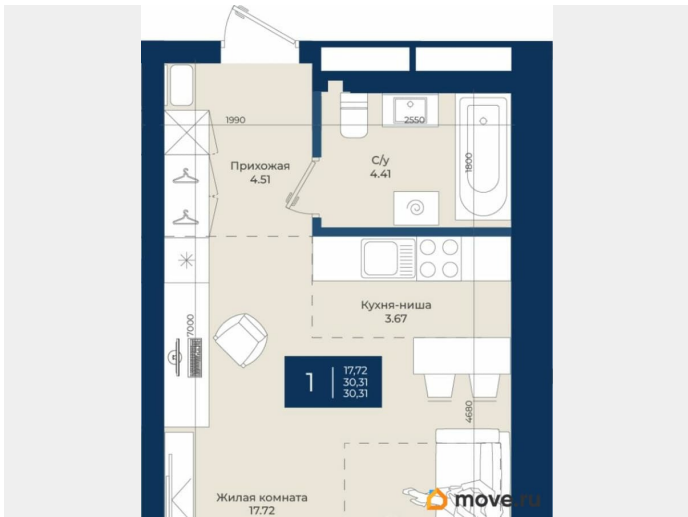 1990
2550
Прихожая
4.51
С/у
4.41
1800
Кухня-ниша
3.67
7000
1
17,72
30,31
30,31
4680
Жилая комната
17.72
move.ru